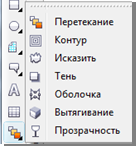 Перетекание
Контур
Исказить
Тень
Оболочка
Вытягивание
Прозрачность